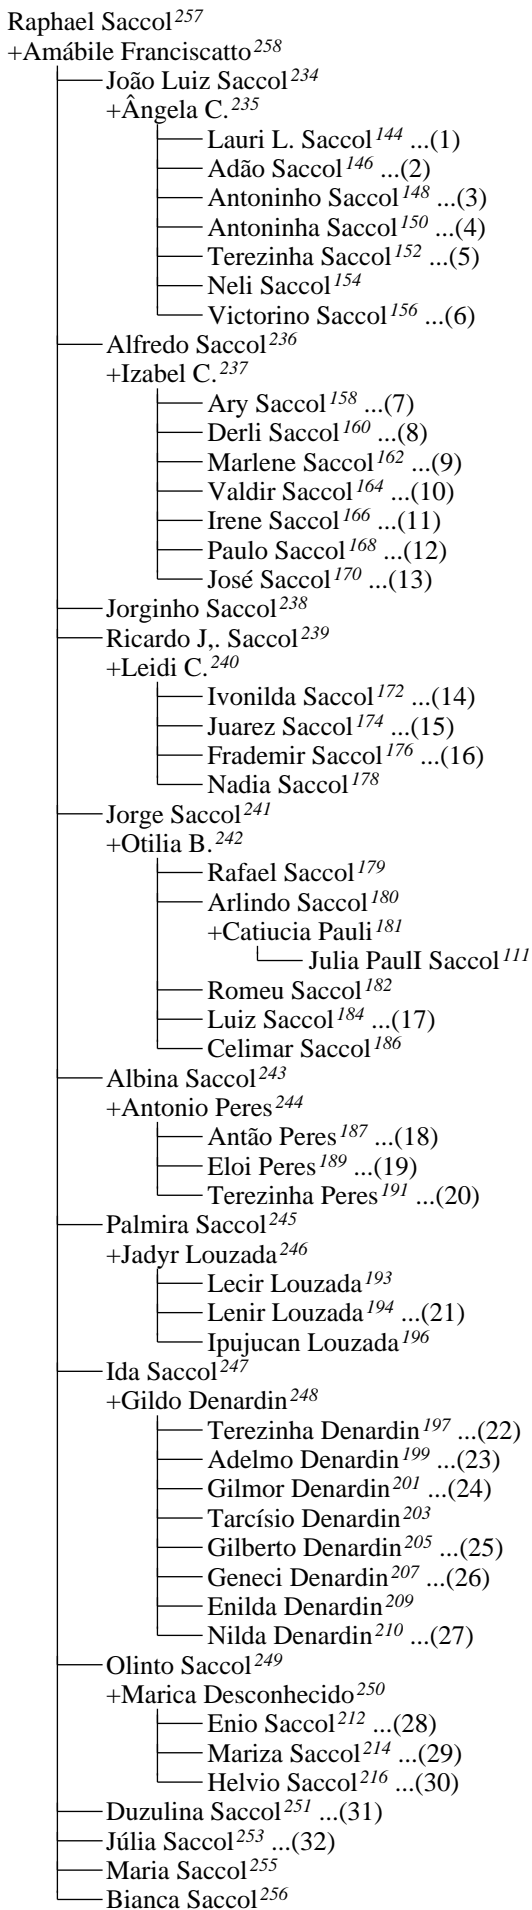 Raphael Saccol257
+Amábile Franciscatto258
João Luiz Saccol234
+Ângela C.235
Lauri L. Saccol144 ...(1)
Adão Saccol146 ...(2)
Antoninho Saccol148 ...(3)
Antoninha Saccol150 ...(4)
Terezinha Saccol152 ...(5)
Neli Saccol154
Victorino Saccol156 ...(6)
Alfredo Saccol236
+Izabel C.237
Ary Saccol158 ...(7)
Derli Saccol160 ...(8)
Marlene Saccol162 ...(9)
Valdir Saccol164 ...(10)
Irene Saccol166 ...(11)
Paulo Saccol168 ...(12)
José Saccol170 ...(13)
Jorginho Saccol238
Ricardo J,. Saccol239
+Leidi C.240
Ivonilda Saccol172 ...(14)
Juarez Saccol174 ...(15)
Frademir Saccol176 ...(16)
Nadia Saccol178
Jorge Saccol241
+Otilia B.242
Rafael Saccol179
Arlindo Saccol180
+Catiucia Pauli181
Julia PaulI Saccol111
Romeu Saccol182
Luiz Saccol184 ...(17)
Celimar Saccol186
Albina Saccol243
+Antonio Peres244
Antão Peres187 ...(18)
Eloi Peres189 ...(19)
Terezinha Peres191 ...(20)
Palmira Saccol245
+Jadyr Louzada246
Lecir Louzada193
Lenir Louzada194 ...(21)
Ipujucan Louzada196
Ida Saccol247
+Gildo Denardin248
Terezinha Denardin197 ...(22)
Adelmo Denardin199 ...(23)
Gilmor Denardin201 ...(24)
Tarcísio Denardin203
Gilberto Denardin205 ...(25)
Geneci Denardin207 ...(26)
Enilda Denardin209
Nilda Denardin210 ...(27)
Olinto Saccol249
+Marica Desconhecido250
Enio Saccol212 ...(28)
Mariza Saccol214 ...(29)
Helvio Saccol216 ...(30)
Duzulina Saccol251 ...(31)
Júlia Saccol253 ...(32)
Maria Saccol255
Bianca Saccol256